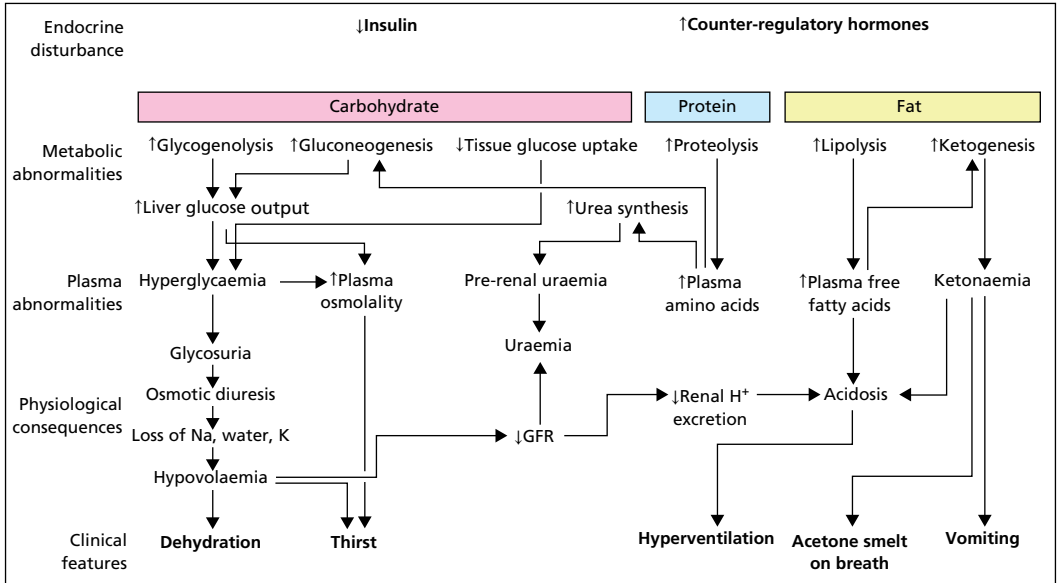 Endocrine
disturbance
↓Insulin
↑Counter-regulatory hormones
Carbohydrate
Protein
Fat
Metabolic
abnormalities
↑Glycogenolysis
↑Gluconeogenesis
↓Tissue glucose uptake
↑Proteolysis
↑Lipolysis
↑Ketogenesis
↑Liver glucose output
↑Urea synthesis
Plasma
abnormalities
Hyperglycaemia
↑Plasma
osmolality
Pre-renal uraemia
↑Plasma
amino acids
↑Plasma free
fatty acids
Ketonaemia
Uraemia
Glycosuria
Physiological
consequences
Osmotic diuresis
↓Renal H⁺
excretion
Acidosis
Loss of Na, water, K
↓GFR
Hypovolaemia
Clinical
features
Dehydration
Thirst
Hyperventilation
Acetone smelt
on breath
Vomiting